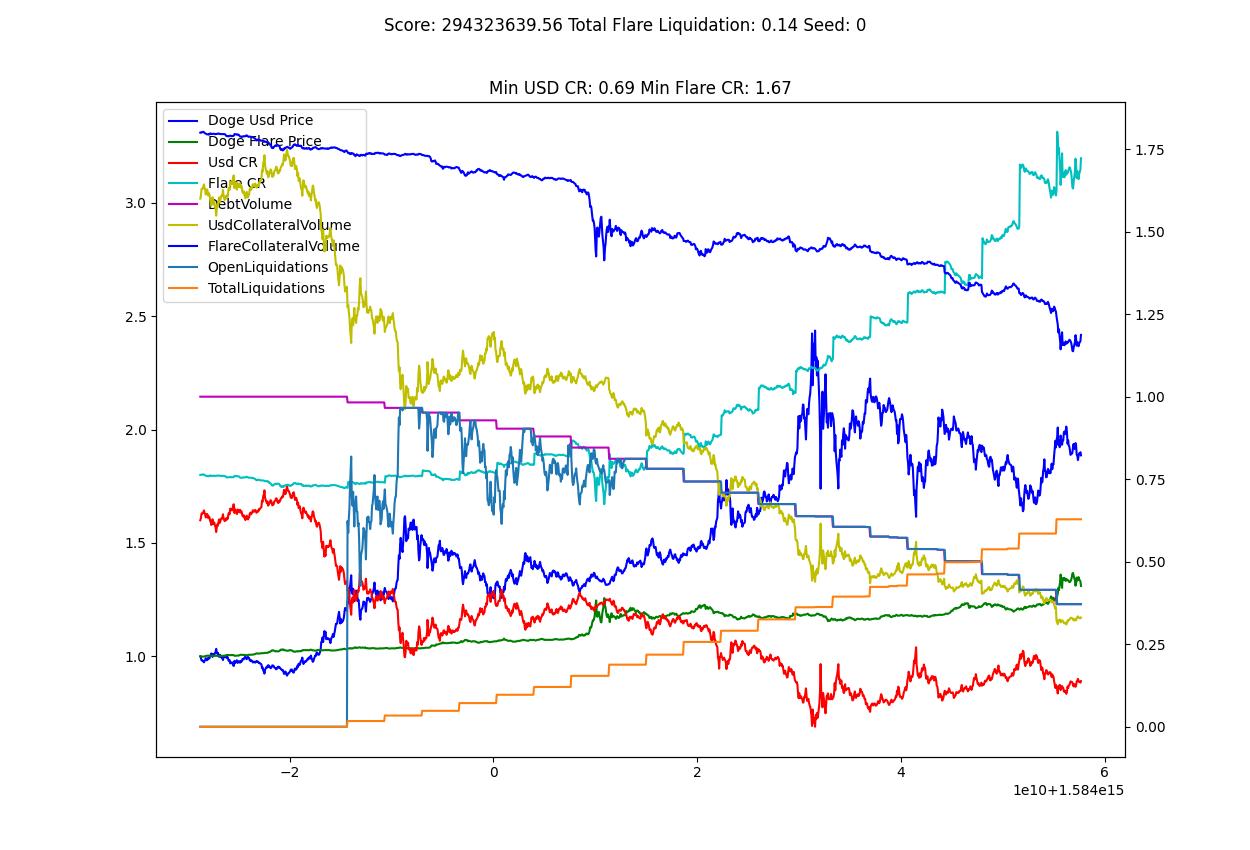 Score: 294323639.56 Total Flare Liquidation: 0.14 Seed: 0
Min USD CR: 0.69 Min Flare CR: 1.67
Doge Usd Price
Doge Flare Price
Usd CR
Flare CR
DebtVolume
UsdCollateralVolume
FlareCollateralVolume
OpenLiquidations
TotalLiquidations
3.0
2.5
2.0
1.5
1.0
1.75
1.50
1.25
1.00
0.75
0.50
0.25
0.00
−2
0
2
4
6
1e10+1.584e15